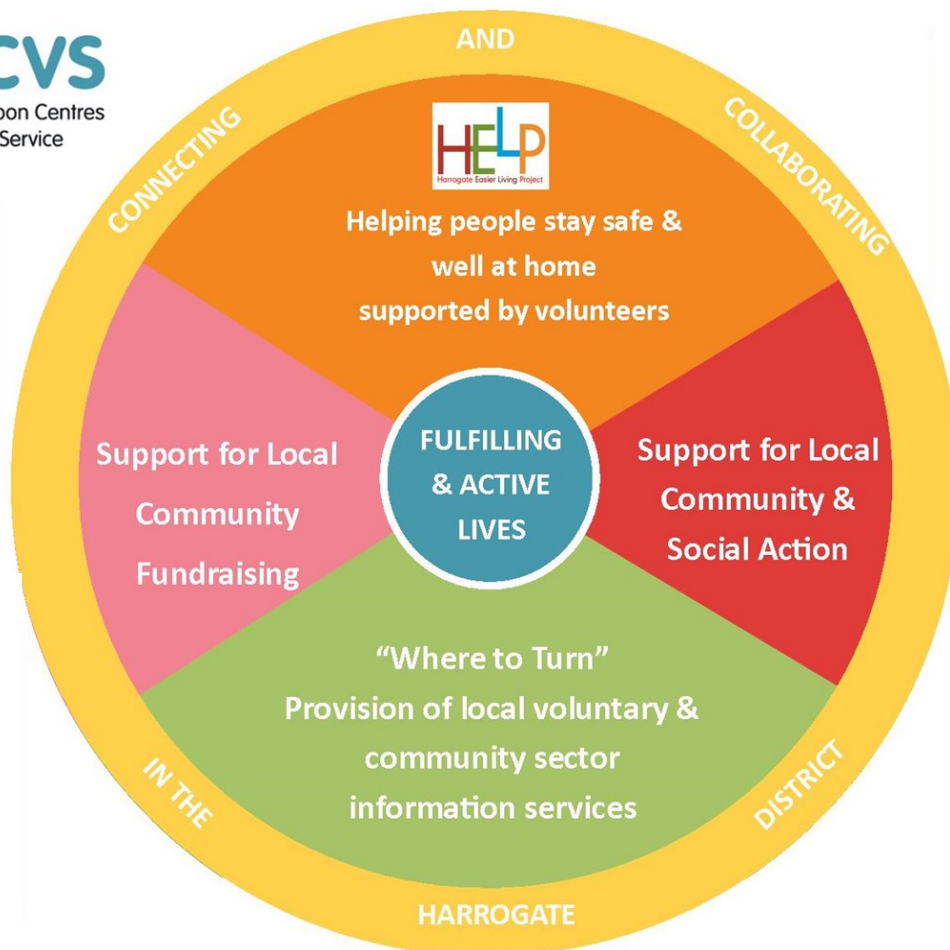 CVS
Centres
Service
CONNECTING
AND
COLLABORATING
HELP
Harrogate Easier Living Project
Helping people stay safe &
well at home
supported by volunteers
Support for Local
Community
Fundraising
FULFILLING
& ACTIVE
LIVES
Support for Local
Community &
Social Action
“Where to Turn”
Provision of local voluntary &
community sector
information services
IN THE
HARROGATE
DISTRICT